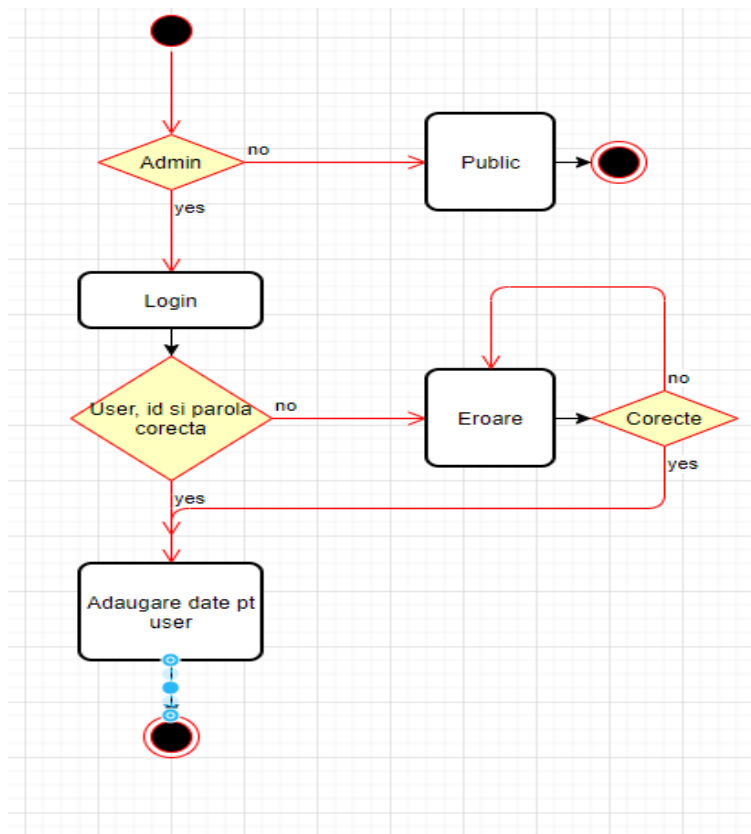 Admin
no
Public
yes
Login
User, id si parola
corecta
no
Eroare
Corecte
no
yes
yes
Adaugare date pt
user